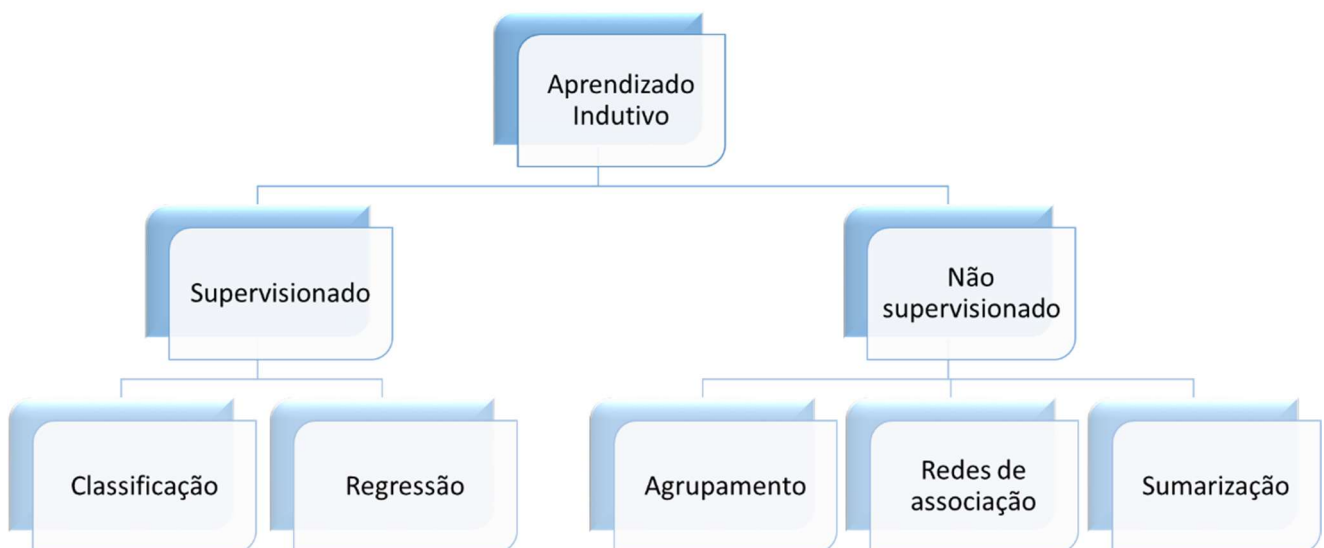 Aprendizado
Indutivo
Supervisionado
Não
supervisionado
Classificação
Regressão
Agrupamento
Redes de
associação
Sumarização